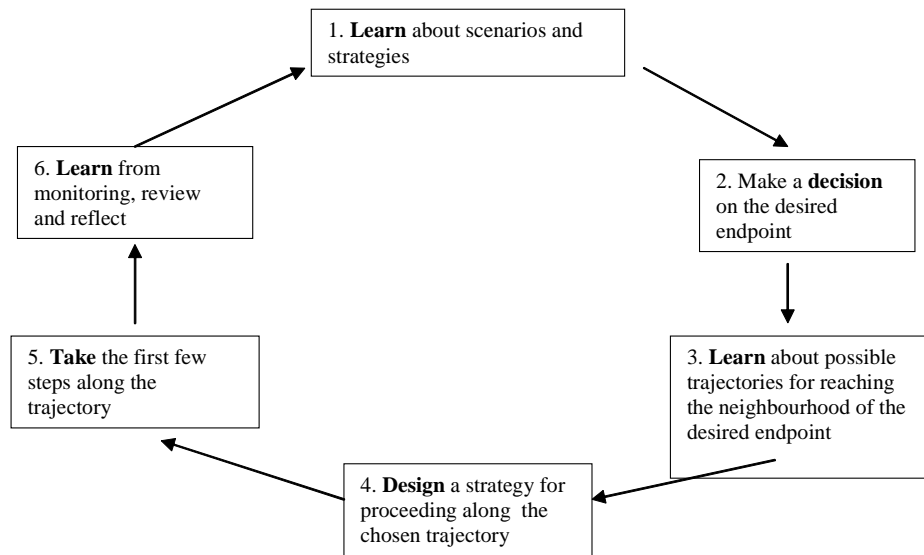 1. Learn about scenarios and
strategies
2. Make a decision
on the desired
endpoint
3. Learn about possible
trajectories for reaching
the neighbourhood of the
desired endpoint
4. Design a strategy for
proceeding along the
chosen trajectory
5. Take the first few
steps along the
trajectory
6. Learn from
monitoring, review
and reflect